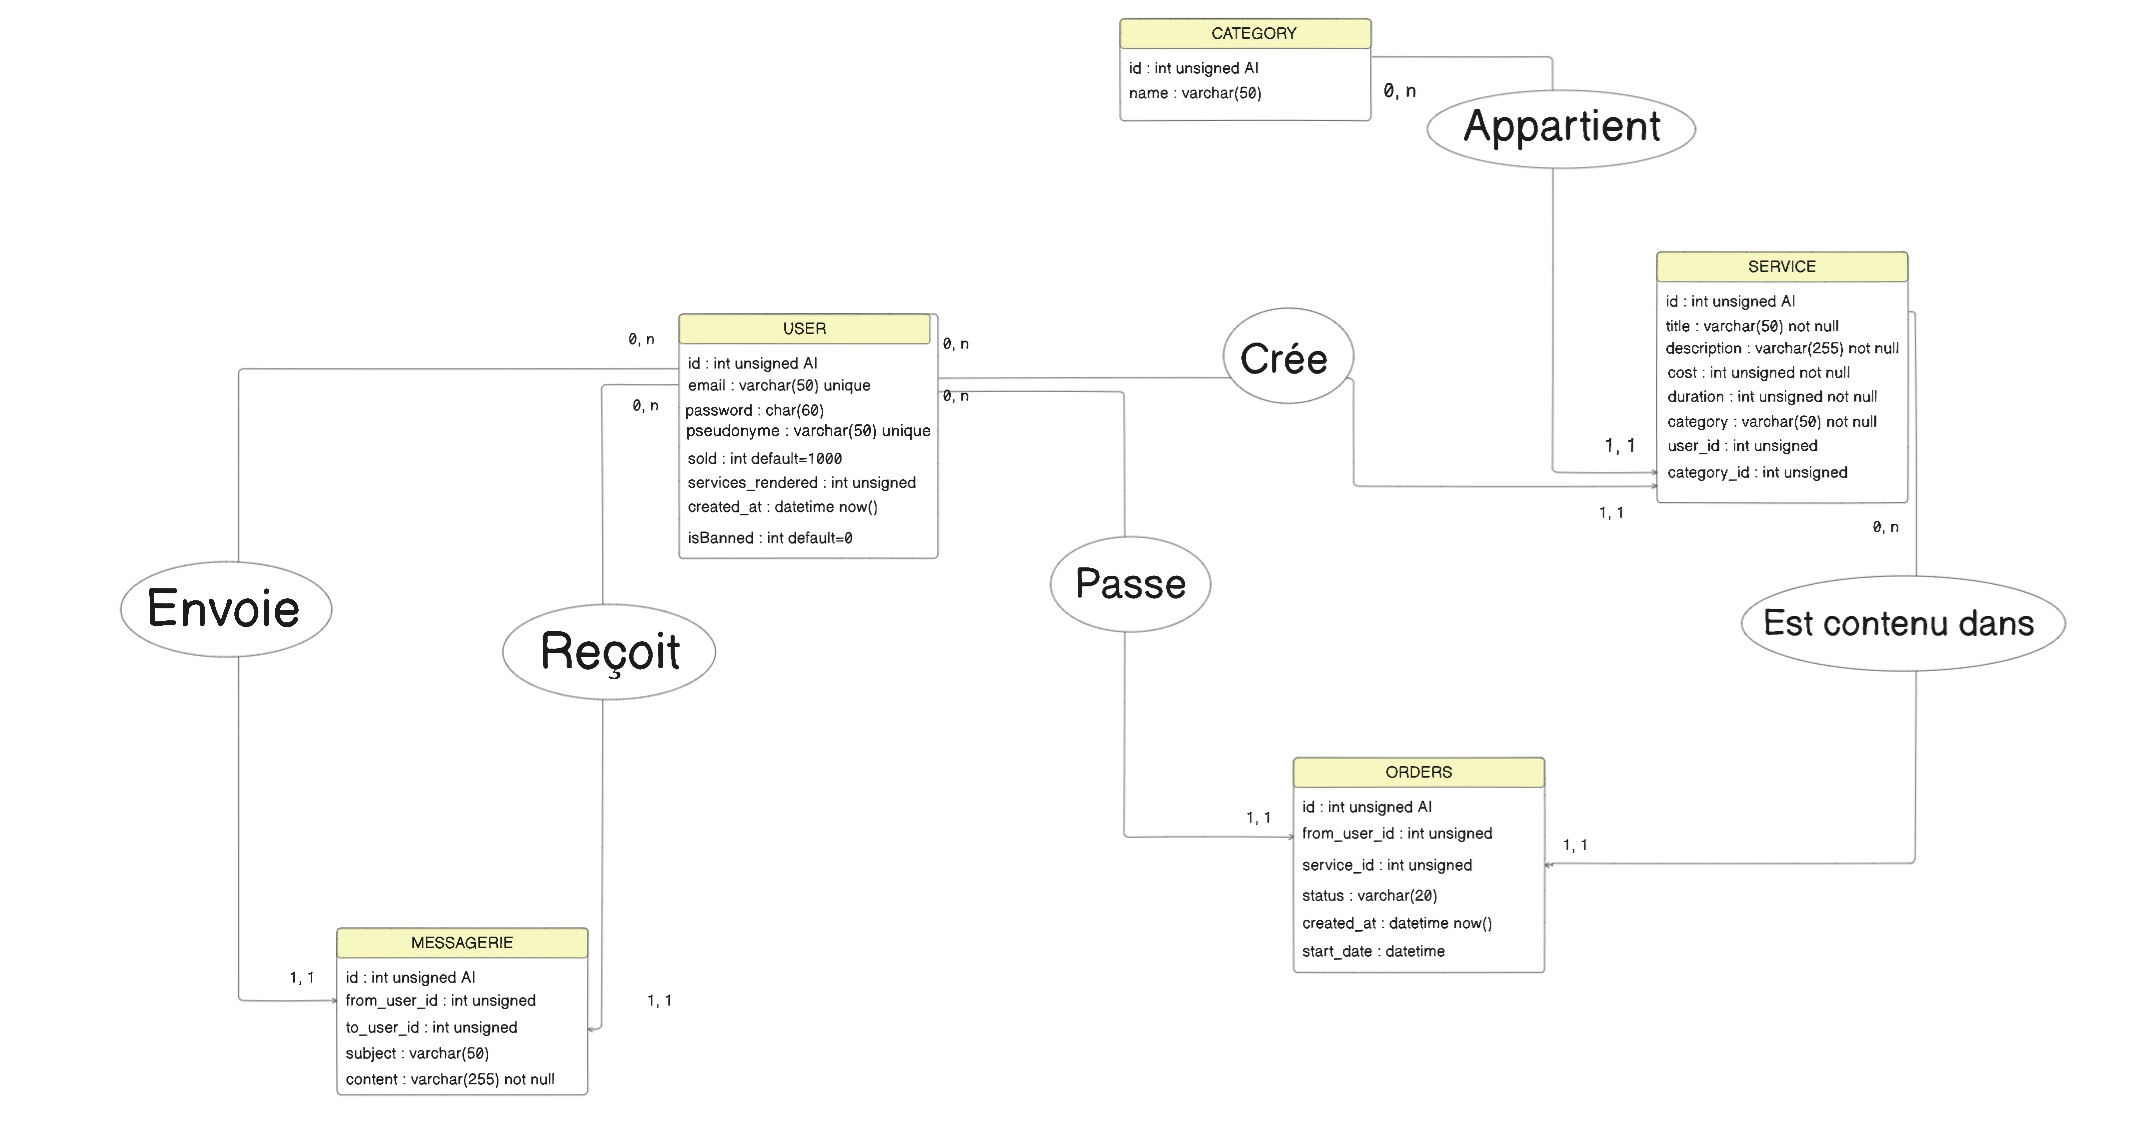 CATEGORY
id : int unsigned AI
name : varchar(50)
0, n
Appartient
SERVICE
id : int unsigned AI
title : varchar(50) not null
description : varchar(255) not null
cost : int unsigned not null
duration : int unsigned not null
category : varchar(50) not null
user_id : int unsigned
category_id : int unsigned
1, 1
1, 1
0, n
USER
id : int unsigned AI
email : varchar(50) unique
password : char(60)
pseudonyme : varchar(50) unique
sold : int default=1000
services_rendered : int unsigned
created_at : datetime now()
isBanned : int default=0
0, n
0, n
0, n
0, n
Crée
Envoie
Reçoit
Passe
Est contenu dans
ORDERS
id : int unsigned AI
from_user_id : int unsigned
service_id : int unsigned
status : varchar(20)
created_at : datetime now()
start_date : datetime
1, 1
1, 1
MESSAGERIE
id : int unsigned AI
from_user_id : int unsigned
to_user_id : int unsigned
subject : varchar(50)
content : varchar(255) not null
1, 1
1, 1